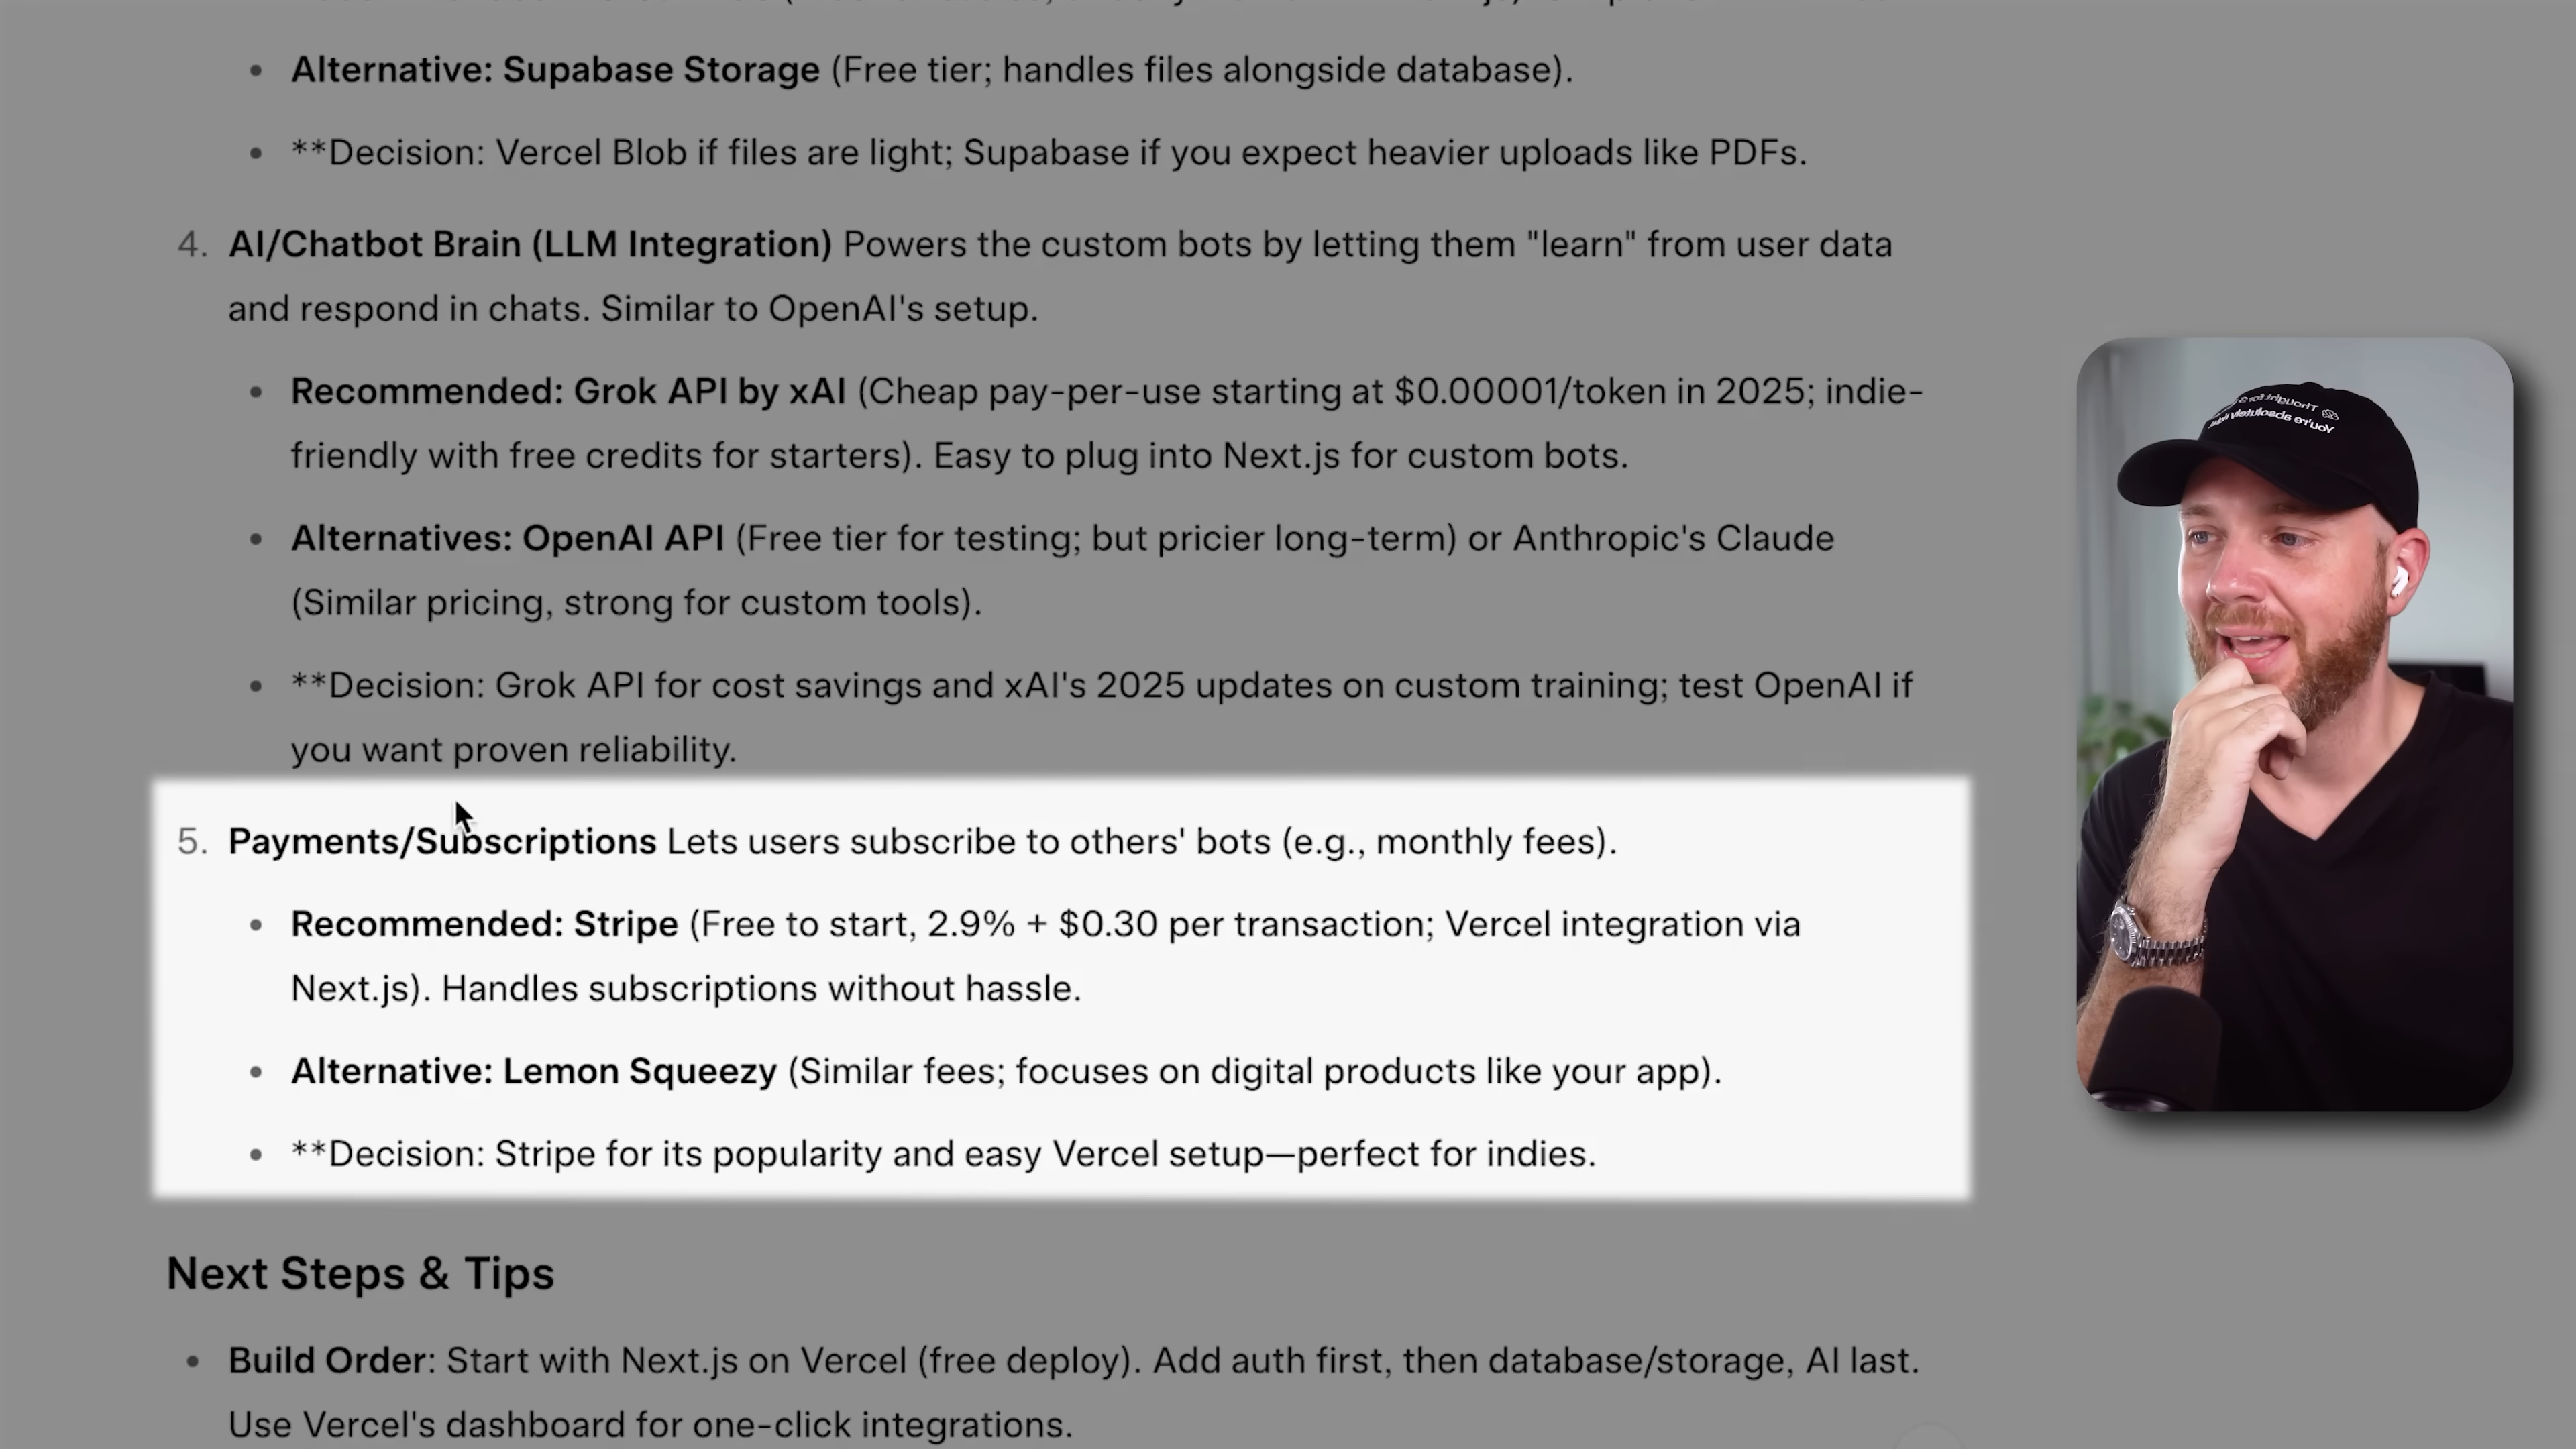 Alternative: Supabase Storage (Free tier; handles files alongside database).
**Decision: Vercel Blob if files are light; Supabase if you expect heavier uploads like PDFs.
4. AI/Chatbot Brain (LLM Integration) Powers the custom bots by letting them "learn" from user data
and respond in chats. Similar to OpenAI's setup.
Recommended: Grok API by xAI (Cheap pay-per-use starting at $0.00001/token in 2025; indie-
friendly with free credits for starters). Easy to plug into Next.js for custom bots.
Alternatives: OpenAI API (Free tier for testing; but pricier long-term) or Anthropic's Claude
(Similar pricing, strong for custom tools).
**Decision: Grok API for cost savings and xAI's 2025 updates on custom training; test OpenAI if
you want proven reliability.
5. Payments/Subscriptions Lets users subscribe to others' bots (e.g., monthly fees).
Recommended: Stripe (Free to start, 2.9% + $0.30 per transaction; Vercel integration via
Next.js). Handles subscriptions without hassle.
Alternative: Lemon Squeezy (Similar fees; focuses on digital products like your app).
**Decision: Stripe for its popularity and easy Vercel setup—perfect for indies.
Next Steps & Tips
Build Order: Start with Next.js on Vercel (free deploy). Add auth first, then database/storage, AI last.
Use Vercel's dashboard for one-click integrations.
Thought for
You're absolutely